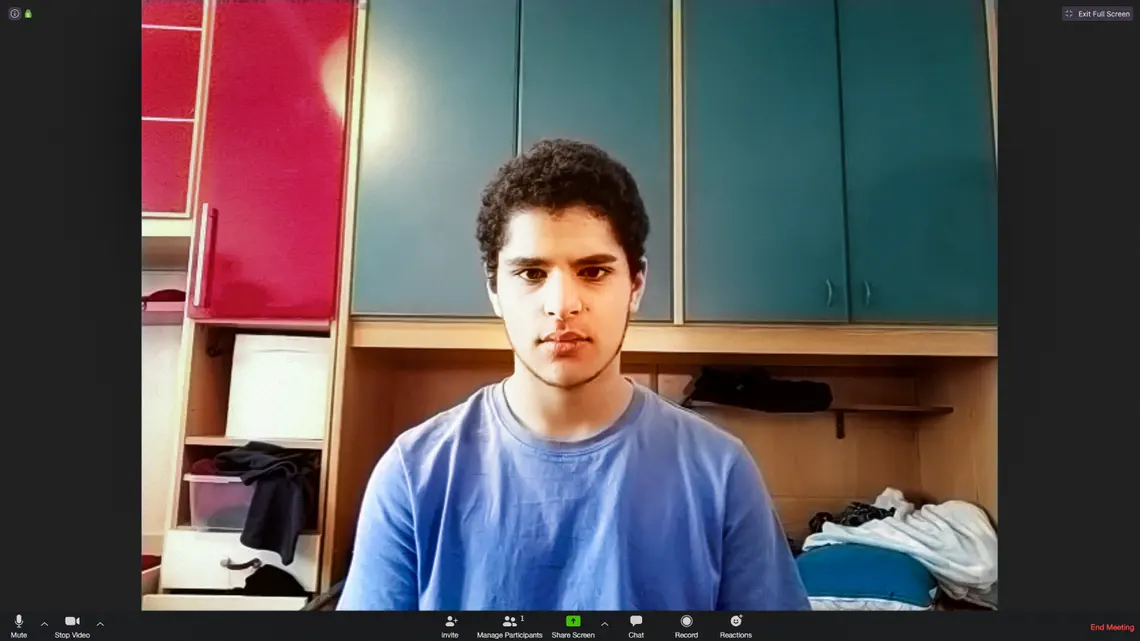 Exit Full Screen
Mute
Stop Video
Invite
1
Manage Participants
Share Screen
Chat
Record
Reactions
End Meeting